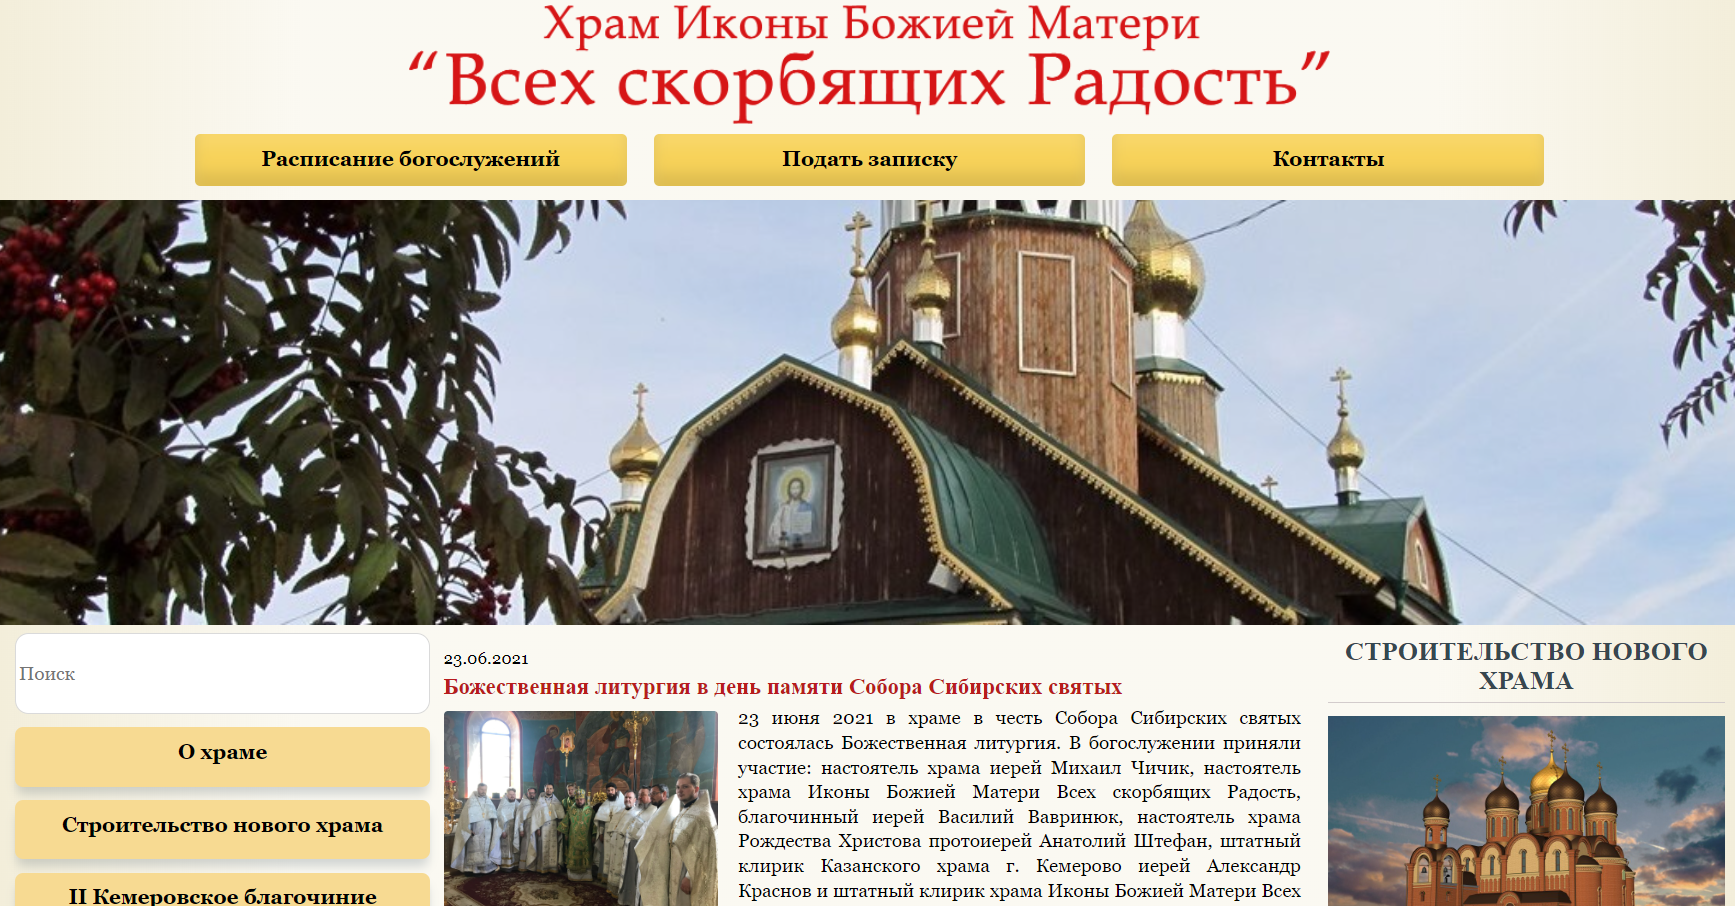 Храм Иконы Божией Матери
“Всех скорбящих Радость”
Расписание богослужений
Подать записку
Контакты
Поиск
О храме
Строительство нового храма
II Кемеровское благочиние
23.06.2021
Божественная литургия в день памяти Собора Сибирских святых
23 июня 2021 в храме в честь Собора Сибирских святых
состоялась Божественная литургия. В богослужении приняли
участие: настоятель храма иерей Михаил Чичик, настоятель
храма Иконы Божией Матери Всех скорбящих Радость,
благочинный иерей Василий Вавринюк, настоятель храма
Рождества Христова протоиерей Анатолий Штефан, штатный
клирик Казанского храма г. Кемерово иерей Александр
Краснов и штатный клирик храма Иконы Божией Матери Всех
СТРОИТЕЛЬСТВО НОВОГО
ХРАМА